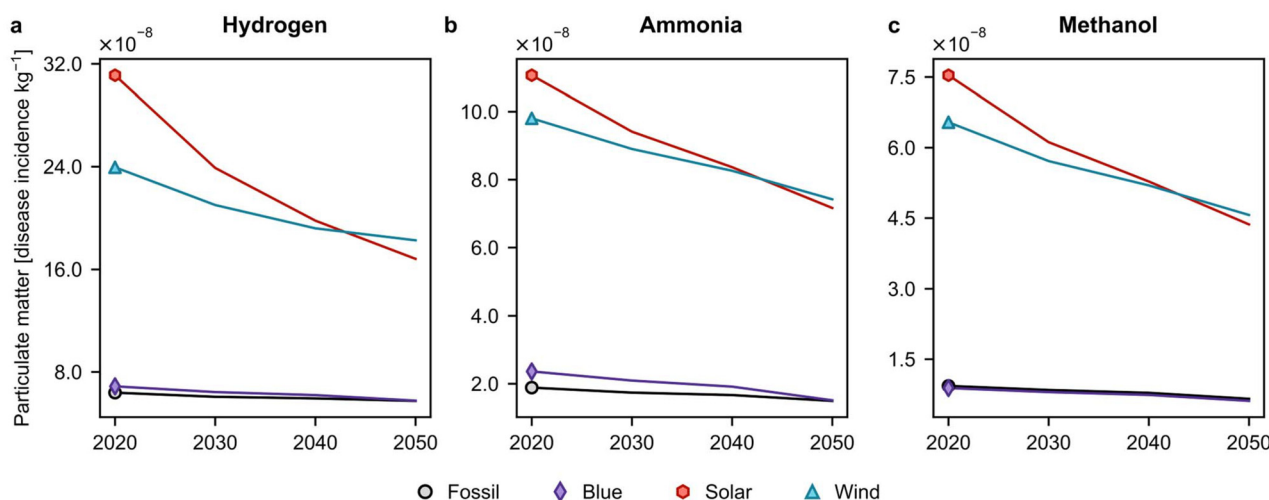 a Hydrogen
×10⁻⁸
Particulate matter [disease incidence kg⁻¹]
32.0
24.0
16.0
8.0
2020 2030 2040 2050
b Ammonia
×10⁻⁸
10.0
8.0
6.0
4.0
2.0
2020 2030 2040 2050
c Methanol
×10⁻⁸
7.5
6.0
4.5
3.0
1.5
2020 2030 2040 2050
Fossil Blue Solar Wind